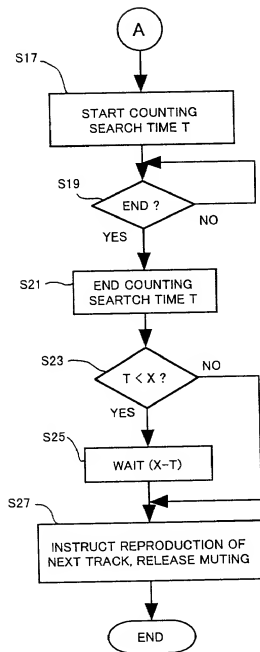 A
S17
START COUNTING
SEARCH TIME T
S19
END ?
NO
YES
S21
END COUNTING
SEARTCH TIME T
S23
T < X ?
NO
YES
S25
WAIT (X-T)
S27
INSTRUCT REPRODUCTION OF
NEXT TRACK, RELEASE MUTING
END